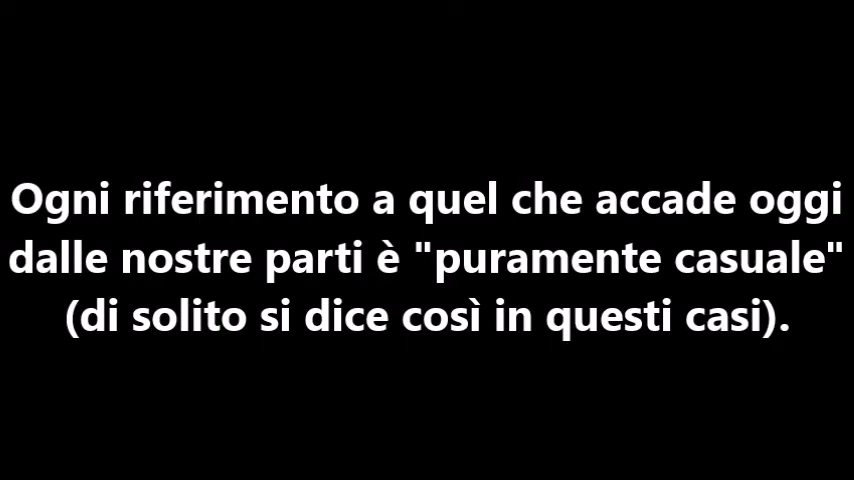 Ogni riferimento a quel che accade oggi
dalle nostre parti è "puramente casuale"
(di solito si dice così in questi casi).